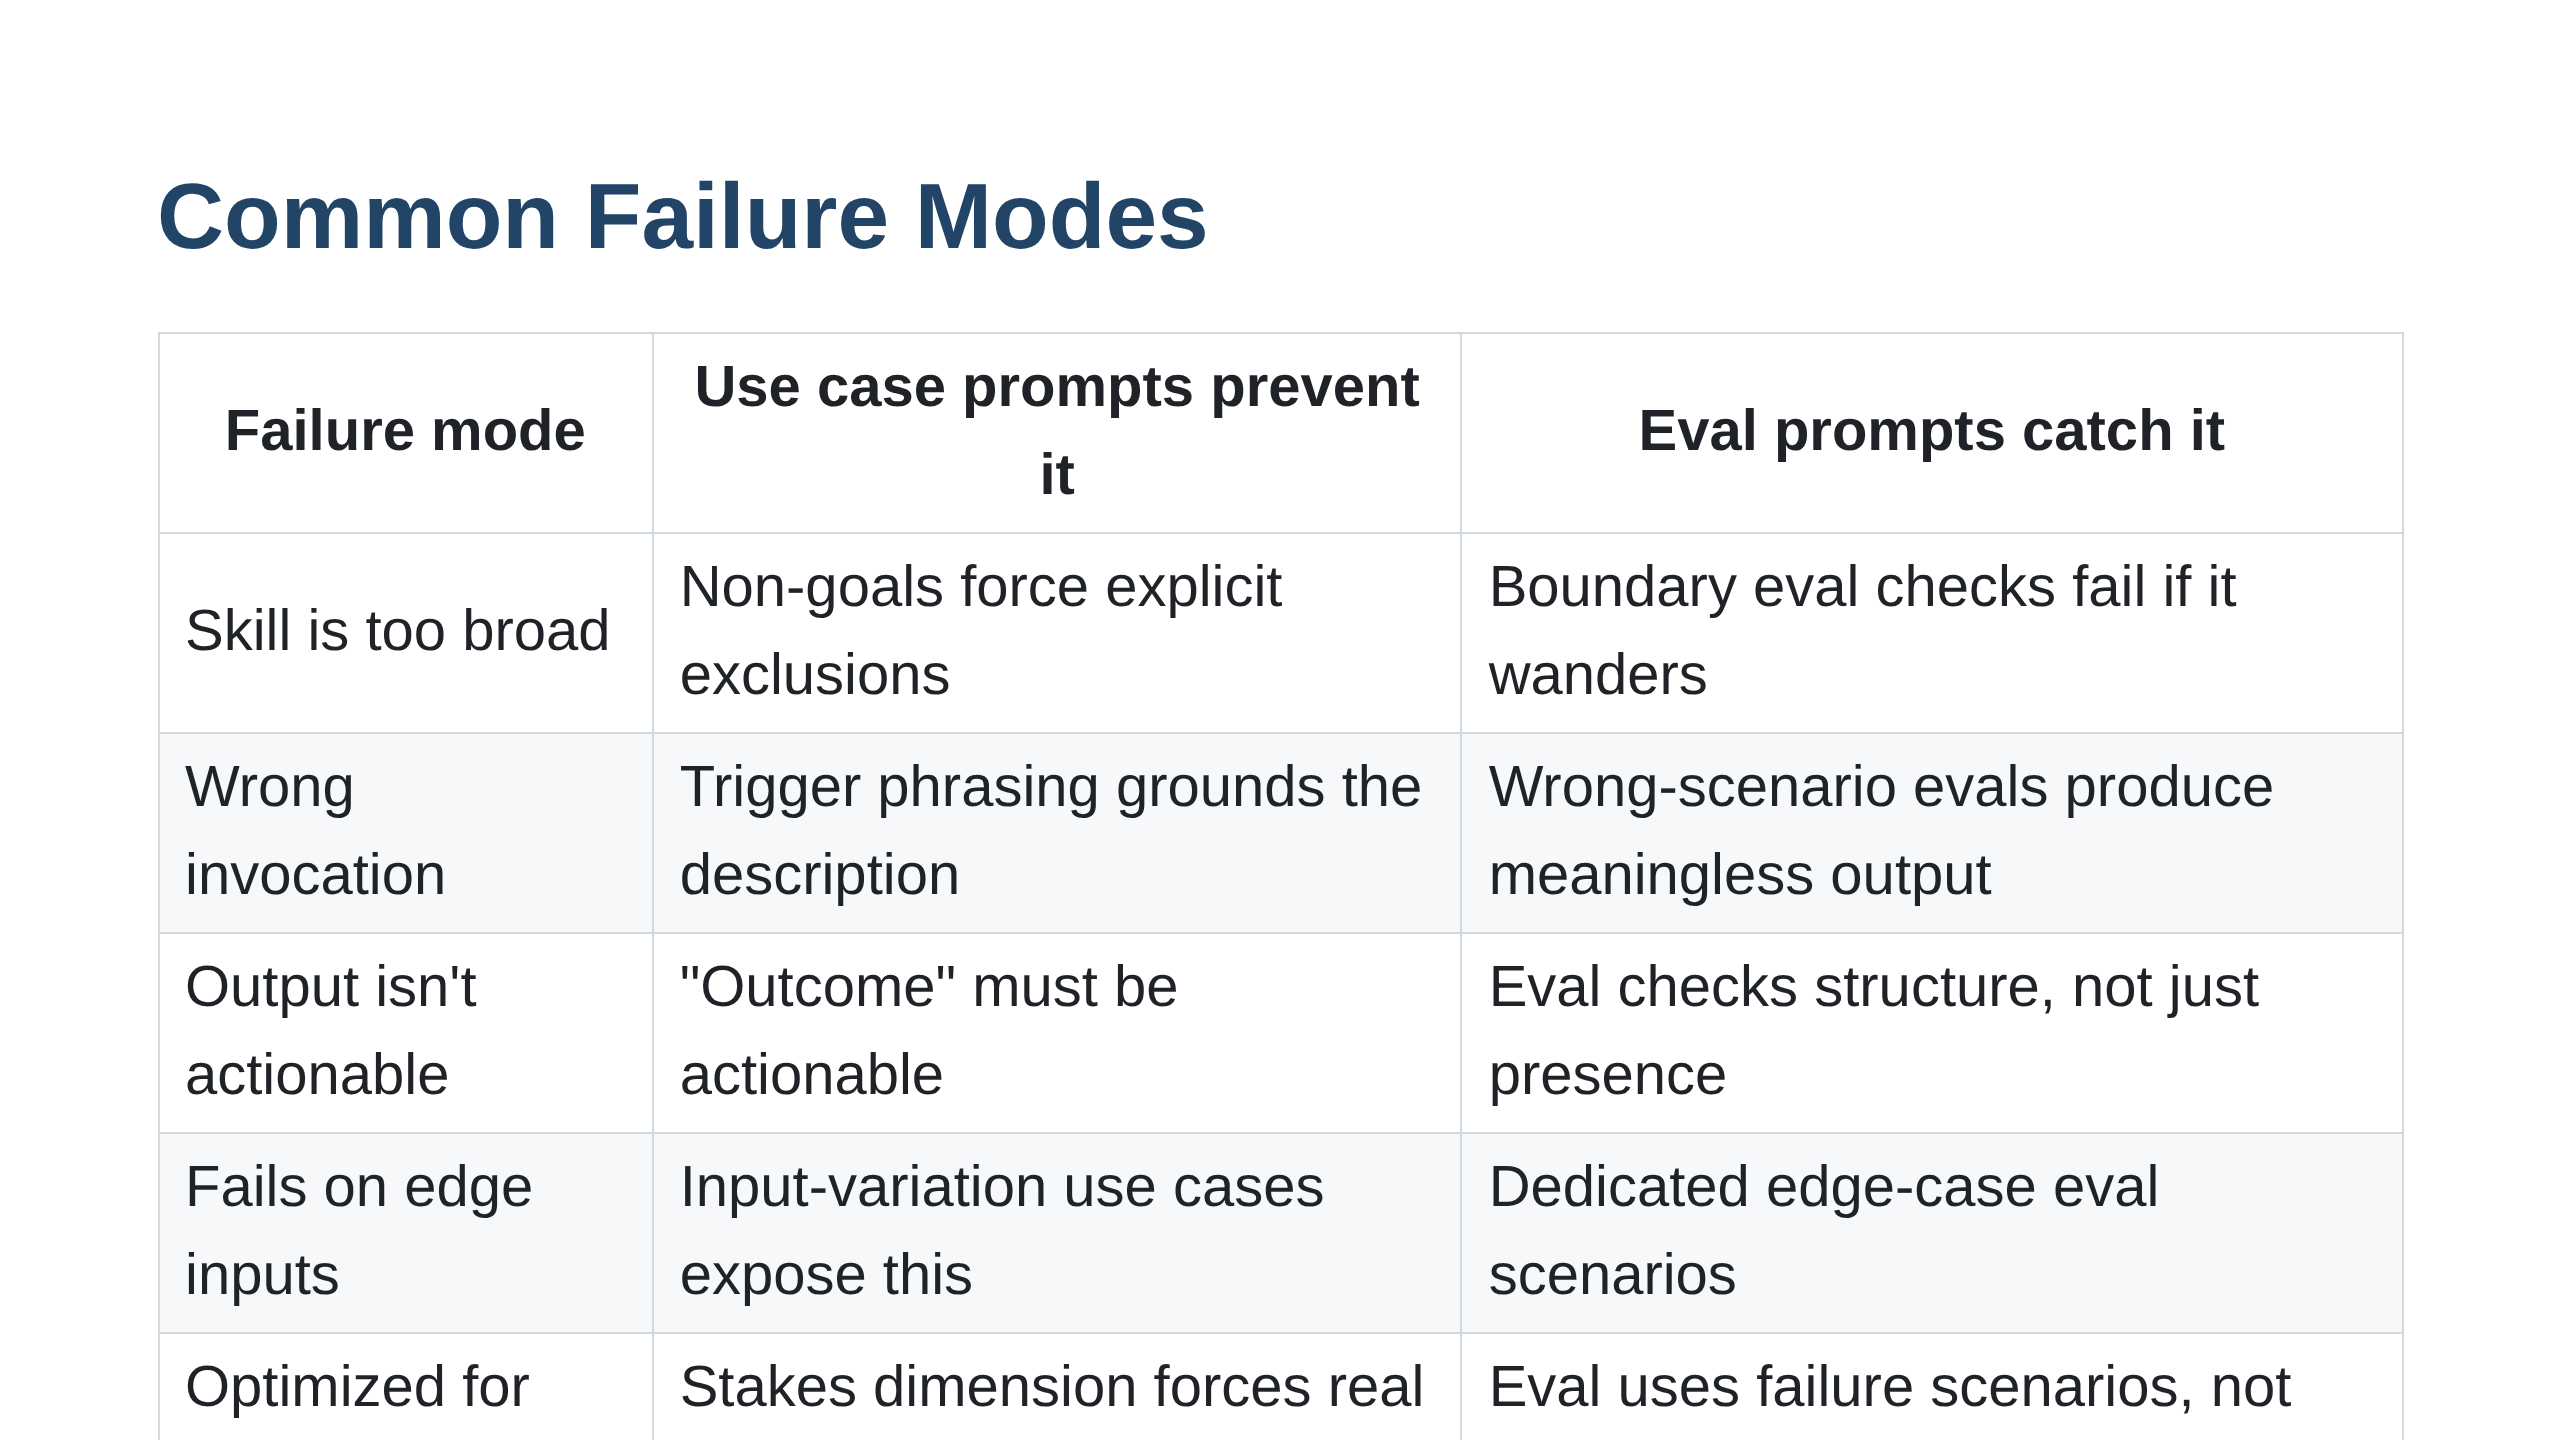 Common Failure Modes
Failure mode
Use case prompts prevent
it
Eval prompts catch it
Skill is too broad
Non-goals force explicit
exclusions
Boundary eval checks fail if it
wanders
Wrong
invocation
Trigger phrasing grounds the
description
Wrong-scenario evals produce
meaningless output
Output isn't
actionable
"Outcome" must be
actionable
Eval checks structure, not just
presence
Fails on edge
inputs
Input-variation use cases
expose this
Dedicated edge-case eval
scenarios
Optimized for
Stakes dimension forces real
Eval uses failure scenarios, not